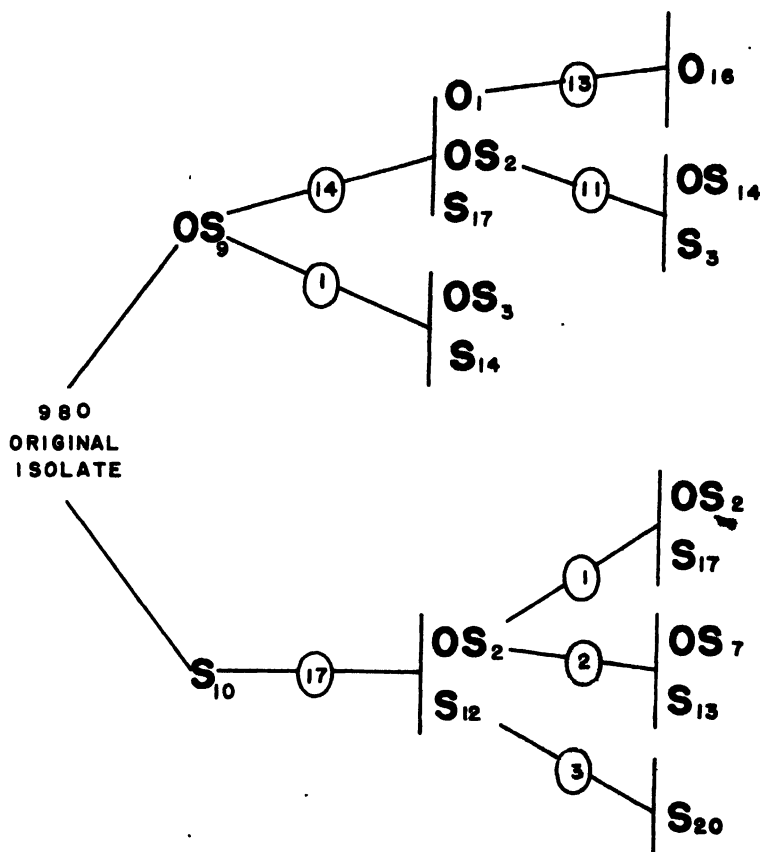 O₁ 13 O₁₆
OS₂ 11 OS₁₄
14 S₁₇ S₃
OS₉
1 OS₃
S₁₄
980
ORIGINAL
ISOLATE
OS₂
1 S₁₇
OS₂ 2 OS₇
S₁₀ 17 S₁₂ S₁₃
3 S₂₀